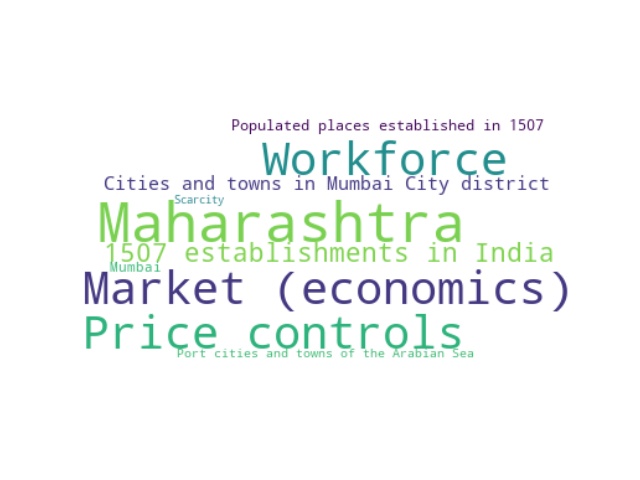 Populated places established in 1507
Workforce
Cities and towns in Mumbai City district
Scarcity
Maharashtra
1507 establishments in India
Mumbai
Market (economics)
Price controls
Port cities and towns of the Arabian Sea